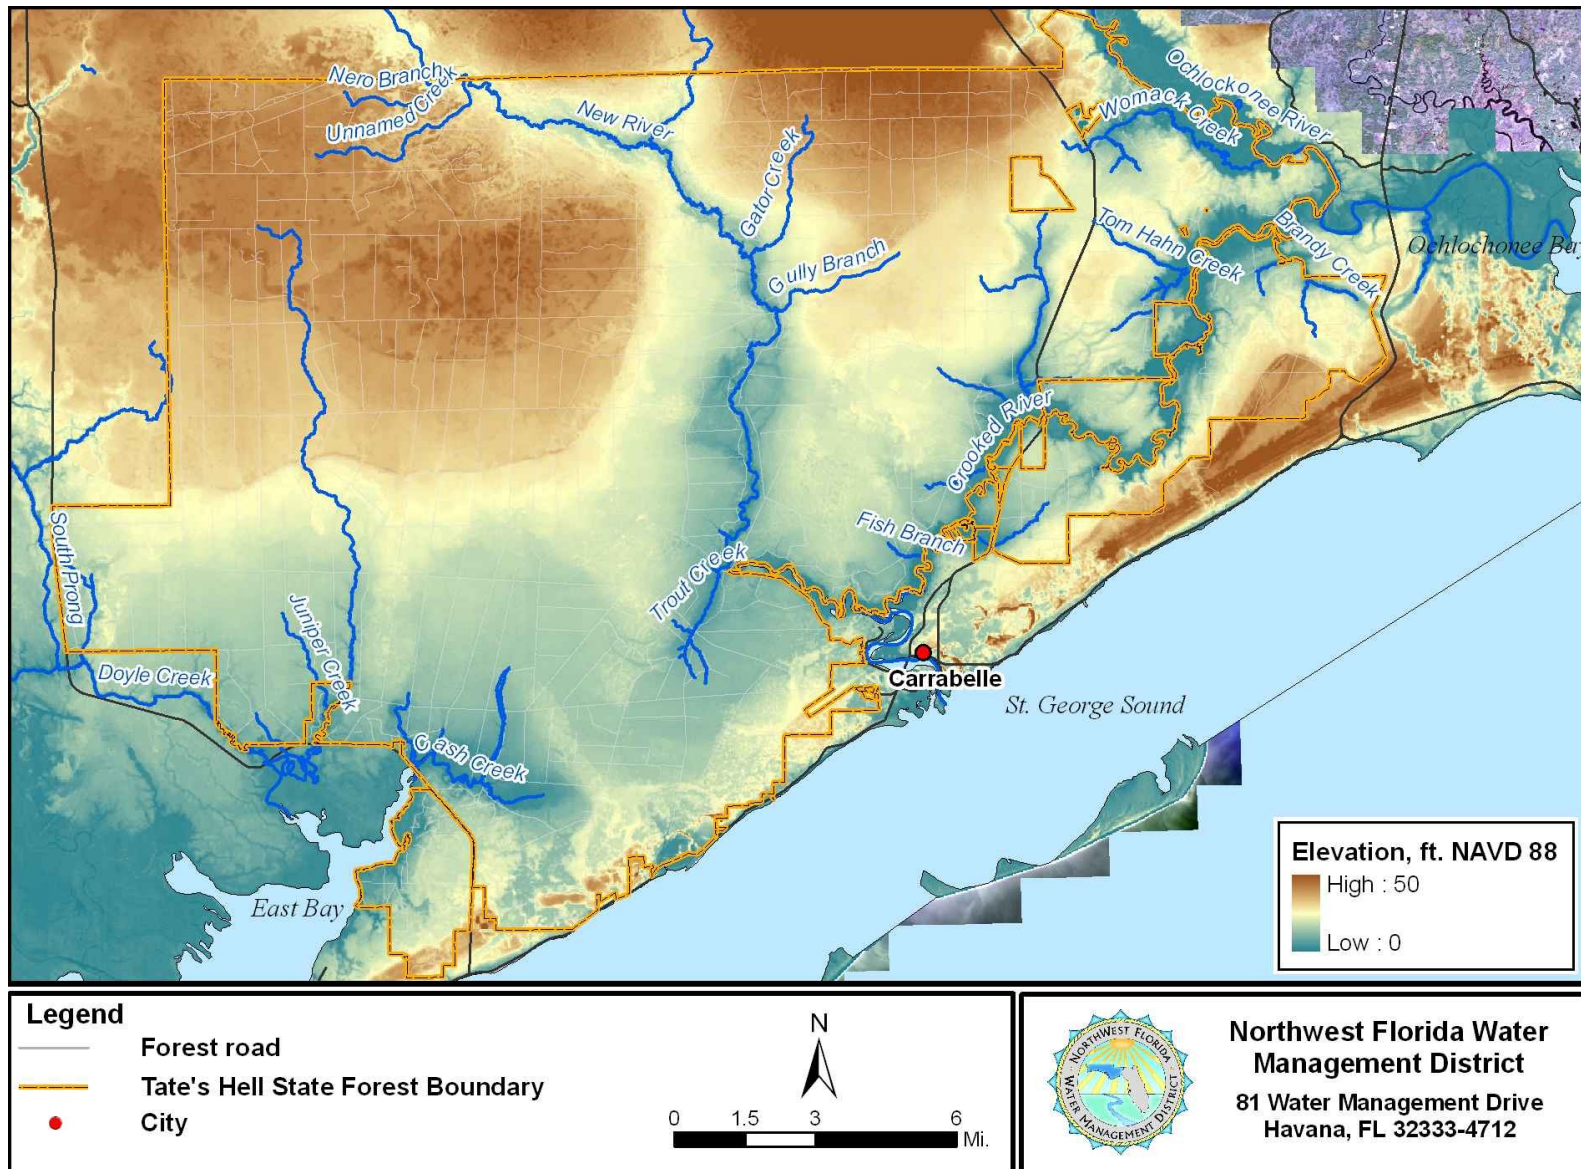 Nero Branch
Unnamed Creek
New River
Gator Creek
Gully Branch
Womack Creek
Ochlockonee River
Tom Hahn Creek
Brandy Creek
Ochlochonee Bay
Crooked River
Fish Branch
Trout Creek
South Prong
Juniper Creek
Doyle Creek
Cash Creek
Carrabelle
St. George Sound
East Bay
Elevation, ft. NAVD 88
High : 50
Low : 0
Legend
Forest road
Tate's Hell State Forest Boundary
City
N
0 1.5 3 6
Mi.
NORTHWEST FLORIDA
WATER MANAGEMENT DISTRICT
Northwest Florida Water
Management District
81 Water Management Drive
Havana, FL 32333-4712